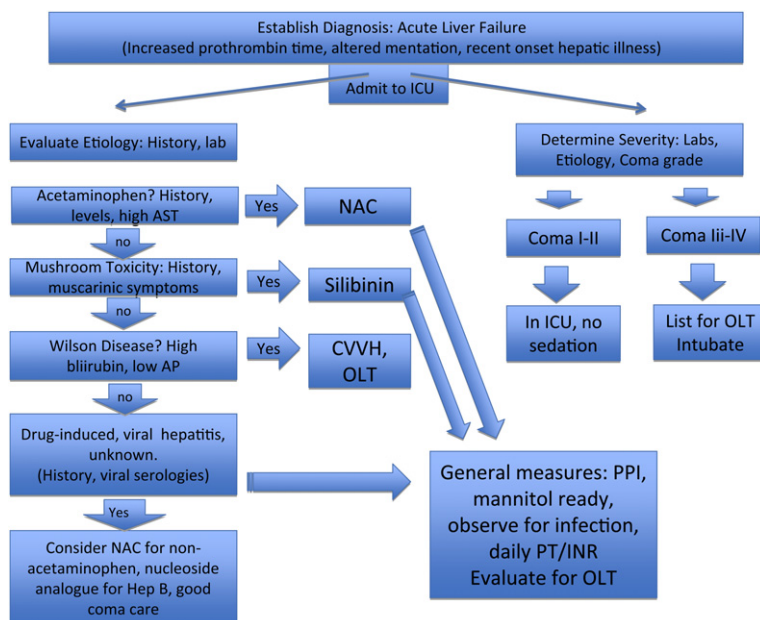 Establish Diagnosis: Acute Liver Failure
(Increased prothrombin time, altered mentation, recent onset hepatic illness)
Admit to ICU
Evaluate Etiology: History, lab
Determine Severity: Labs,
Etiology, Coma grade
Acetaminophen? History,
levels, high AST
Yes
NAC
Coma I-II
Coma Iii-IV
no
Mushroom Toxicity: History,
muscarinic symptoms
Yes
Silibinin
In ICU, no
sedation
List for OLT
Intubate
no
Wilson Disease? High
bliirubin, low AP
Yes
CVVH,
OLT
no
Drug-induced, viral hepatitis,
unknown.
(History, viral serologies)
General measures: PPI,
mannitol ready,
observe for infection,
daily PT/INR
Evaluate for OLT
Yes
Consider NAC for non-
acetaminophen, nucleoside
analogue for Hep B, good
coma care